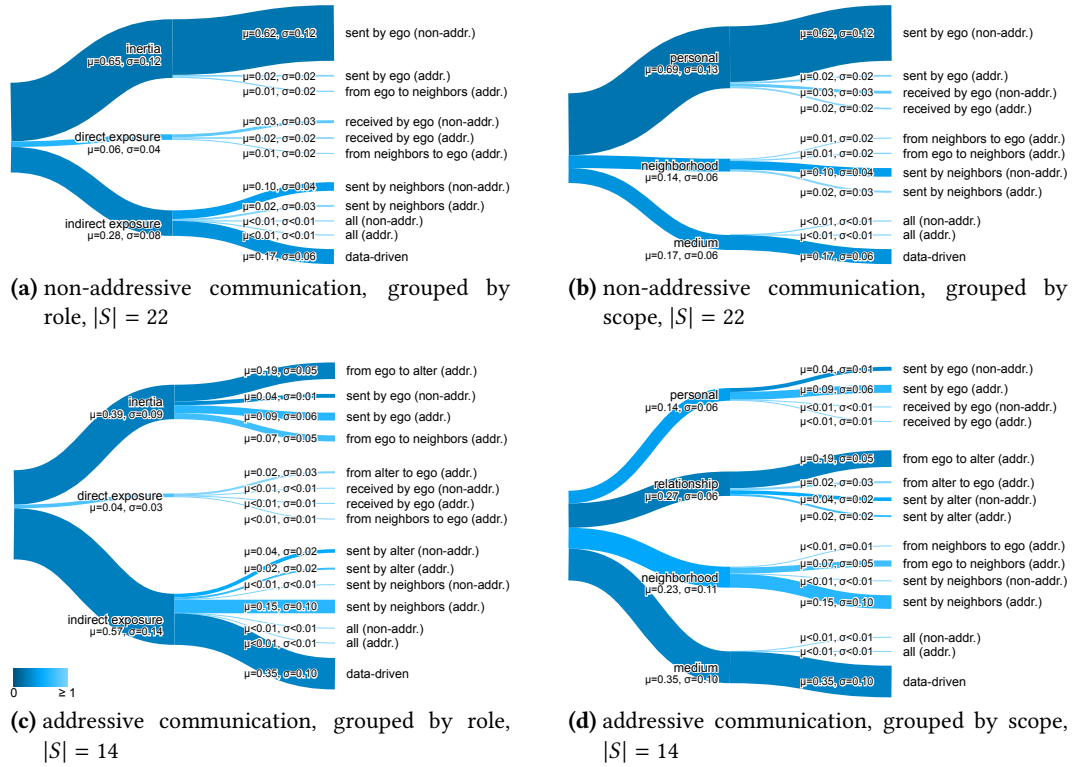 μ=0.62, σ=0.12 sent by ego (non-addr.)
inertia
μ=0.65, σ=0.12
μ=0.02, σ=0.02 sent by ego (addr.)
μ=0.01, σ=0.02 from ego to neighbors (addr.)
μ=0.03, σ=0.03 received by ego (non-addr.)
direct exposure
μ=0.02, σ=0.02 received by ego (addr.)
μ=0.06, σ=0.04
μ=0.01, σ=0.02 from neighbors to ego (addr.)
μ=0.10, σ=0.04 sent by neighbors (non-addr.)
μ=0.02, σ=0.03 sent by neighbors (addr.)
indirect exposure
μ<0.01, σ<0.01 all (non-addr.)
μ=0.28, σ=0.08
μ<0.01, σ<0.01 all (addr.)
μ=0.17, σ=0.06 data-driven
(a) non-addressive communication, grouped by
role, |S| = 22
μ=0.62, σ=0.12 sent by ego (non-addr.)
personal
μ=0.69, σ=0.13
μ=0.02, σ=0.02 sent by ego (addr.)
μ=0.03, σ=0.03 received by ego (non-addr.)
μ=0.02, σ=0.02 received by ego (addr.)
μ=0.01, σ=0.02 from neighbors to ego (addr.)
μ=0.01, σ=0.02 from ego to neighbors (addr.)
neighborhood
μ=0.14, σ=0.06
μ=0.10, σ=0.04 sent by neighbors (non-addr.)
μ=0.02, σ=0.03 sent by neighbors (addr.)
μ<0.01, σ<0.01 all (non-addr.)
μ<0.01, σ<0.01 all (addr.)
medium
μ=0.17, σ=0.06
μ=0.17, σ=0.06 data-driven
(b) non-addressive communication, grouped by
scope, |S| = 22
μ=0.19, σ=0.05 from ego to alter (addr.)
inertia
μ=0.39, σ=0.09
μ=0.04, σ=0.01 sent by ego (non-addr.)
μ=0.09, σ=0.06 sent by ego (addr.)
μ=0.07, σ=0.05 from ego to neighbors (addr.)
μ=0.02, σ=0.03 from alter to ego (addr.)
direct exposure
μ=0.04, σ=0.03
μ<0.01, σ<0.01 received by ego (non-addr.)
μ<0.01, σ=0.01 received by ego (addr.)
μ<0.01, σ=0.01 from neighbors to ego (addr.)
μ=0.04, σ=0.02 sent by alter (non-addr.)
μ=0.02, σ=0.02 sent by alter (addr.)
μ<0.01, σ<0.01 sent by neighbors (non-addr.)
μ=0.15, σ=0.10 sent by neighbors (addr.)
indirect exposure
μ=0.57, σ=0.14
μ<0.01, σ<0.01 all (non-addr.)
μ<0.01, σ<0.01 all (addr.)
μ=0.35, σ=0.10 data-driven
0 ≥ 1
(c) addressive communication, grouped by role,
|S| = 14
μ=0.04, σ=0.01 sent by ego (non-addr.)
personal
μ=0.14, σ=0.06
μ=0.09, σ=0.06 sent by ego (addr.)
μ<0.01, σ<0.01 received by ego (non-addr.)
μ<0.01, σ=0.01 received by ego (addr.)
μ=0.19, σ=0.05 from ego to alter (addr.)
relationship
μ=0.27, σ=0.06
μ=0.02, σ=0.03 from alter to ego (addr.)
μ=0.04, σ=0.02 sent by alter (non-addr.)
μ=0.02, σ=0.02 sent by alter (addr.)
μ<0.01, σ=0.01 from neighbors to ego (addr.)
μ=0.07, σ=0.05 from ego to neighbors (addr.)
neighborhood
μ=0.23, σ=0.11
μ<0.01, σ<0.01 sent by neighbors (non-addr.)
μ=0.15, σ=0.10 sent by neighbors (addr.)
μ<0.01, σ<0.01 all (non-addr.)
μ<0.01, σ<0.01 all (addr.)
medium
μ=0.35, σ=0.10
μ=0.35, σ=0.10 data-driven
(d) addressive communication, grouped by scope,
|S| = 14